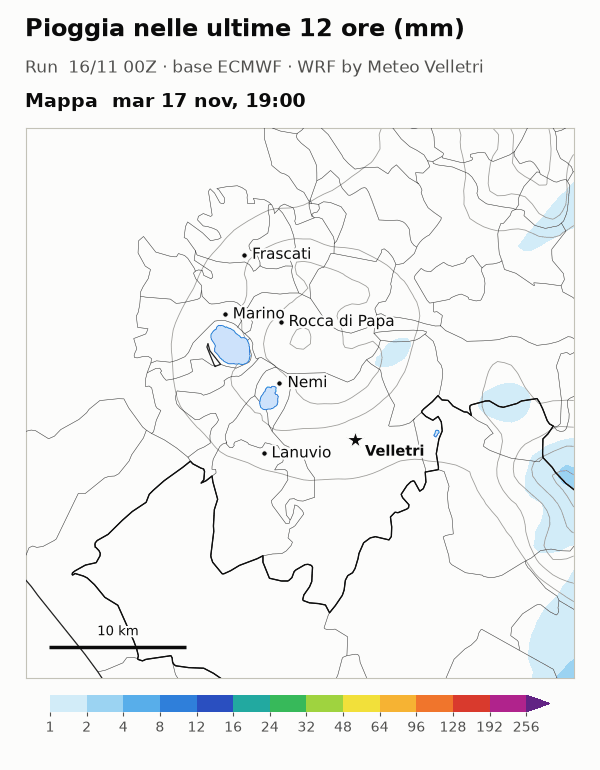 Pioggia nelle ultime 12 ore (mm)
Run  16/11 00Z · base ECMWF · WRF by Meteo Velletri
Mappa  mar 17 nov, 19:00
Frascati
Marino
Rocca di Papa
Nemi
Velletri
Lanuvio
10 km
1 2 4 8 12 16 24 32 48 64 96 128 192 256